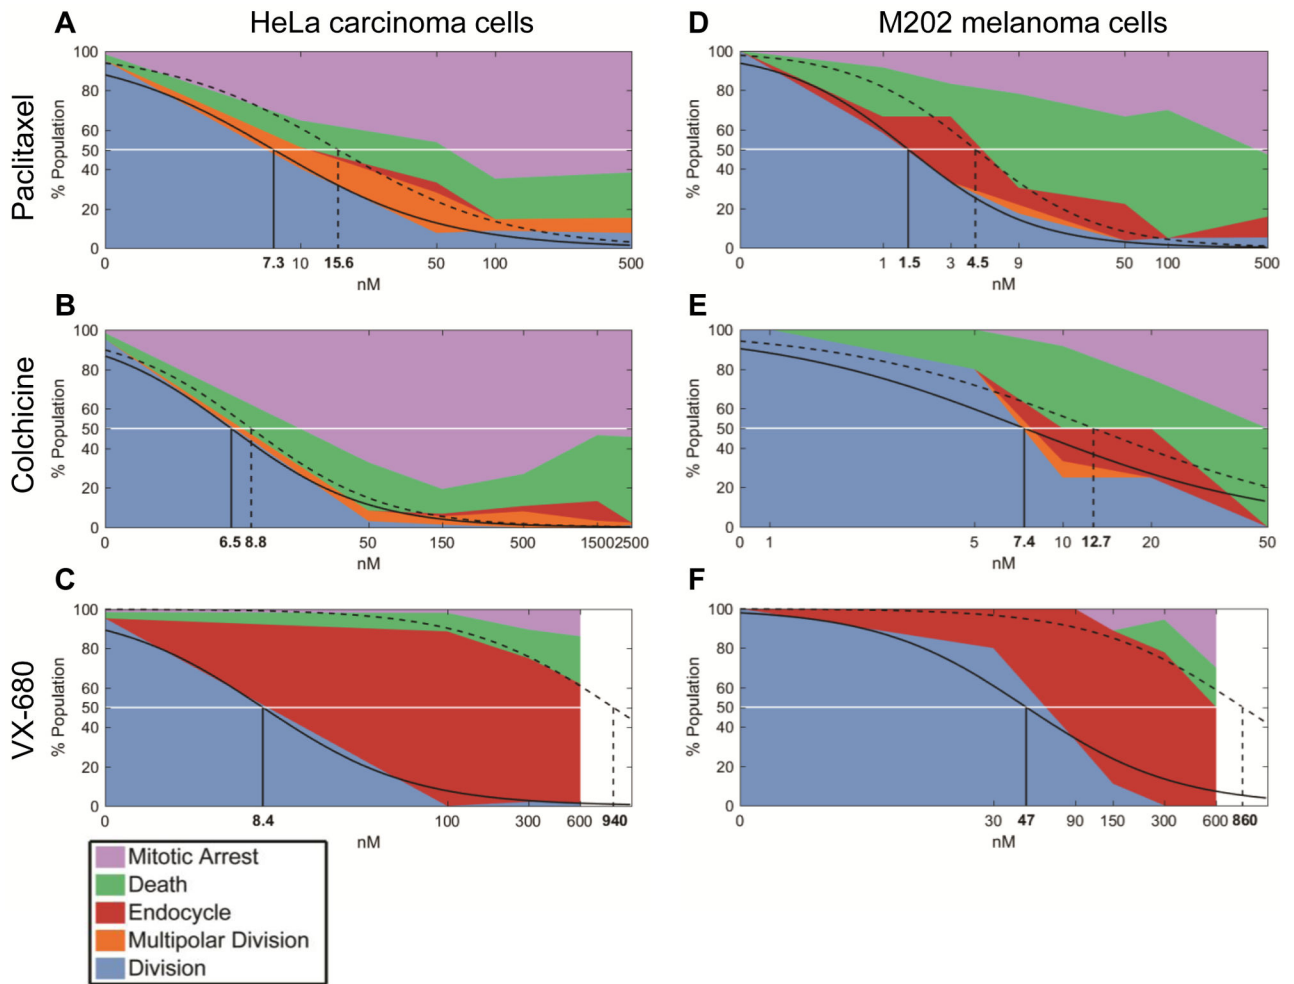 HeLa carcinoma cells
M202 melanoma cells
A
Paclitaxel
% Population
100
80
60
50
40
20
0
0 7.3 10 15.6 50 100 500
nM
D
% Population
100
80
60
50
40
20
0
0 1 1.5 3 4.5 9 50 100 500
nM
B
Colchicine
% Population
100
80
60
50
40
20
0
0 6.5 8.8 50 150 500 1500 2500
nM
E
% Population
100
80
60
50
40
20
0
0 1 5 7.4 10 12.7 20 50
nM
C
VX-680
% Population
100
80
60
50
40
20
0
0 8.4 100 300 600 940
nM
F
% Population
100
80
60
50
40
20
0
0 30 47 90 150 300 600 860
nM
Mitotic Arrest
Death
Endocycle
Multipolar Division
Division